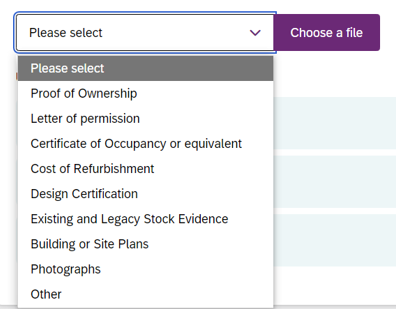 Please select
Choose a file
Please select
Proof of Ownership
Letter of permission
Certificate of Occupancy or equivalent
Cost of Refurbishment
Design Certification
Existing and Legacy Stock Evidence
Building or Site Plans
Photographs
Other